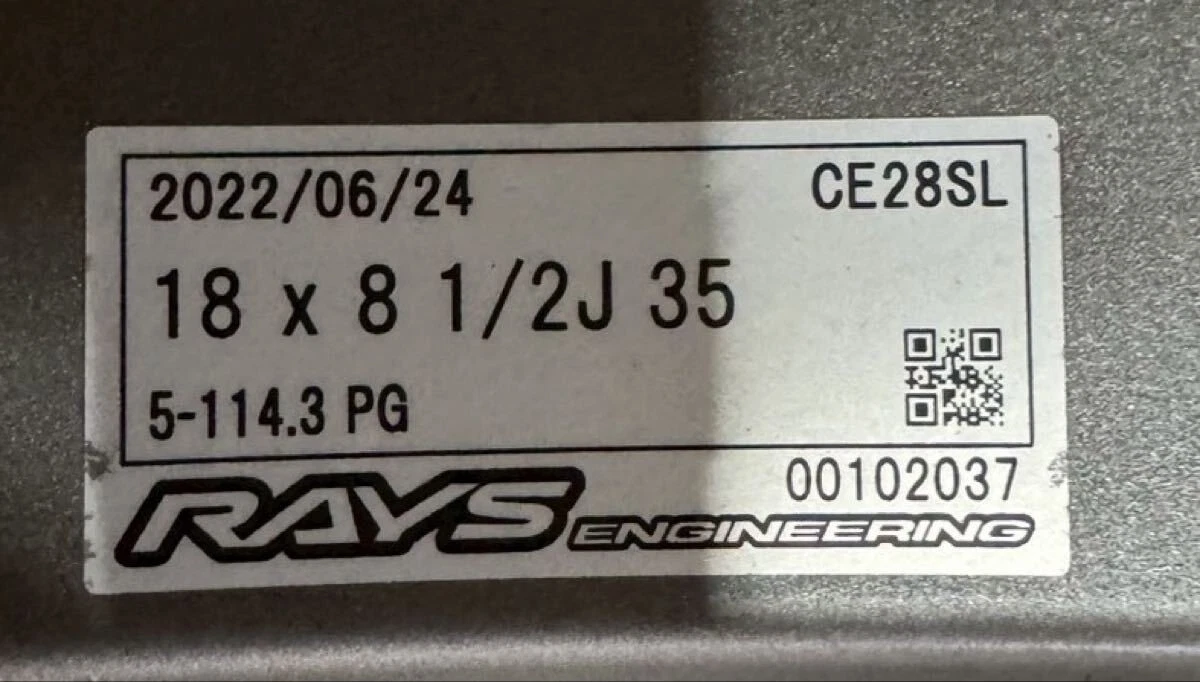 2022/06/24 CE28SL
18 x 8 1/2J 35
5-114.3 PG
00102037
RAYS ENGINEERING